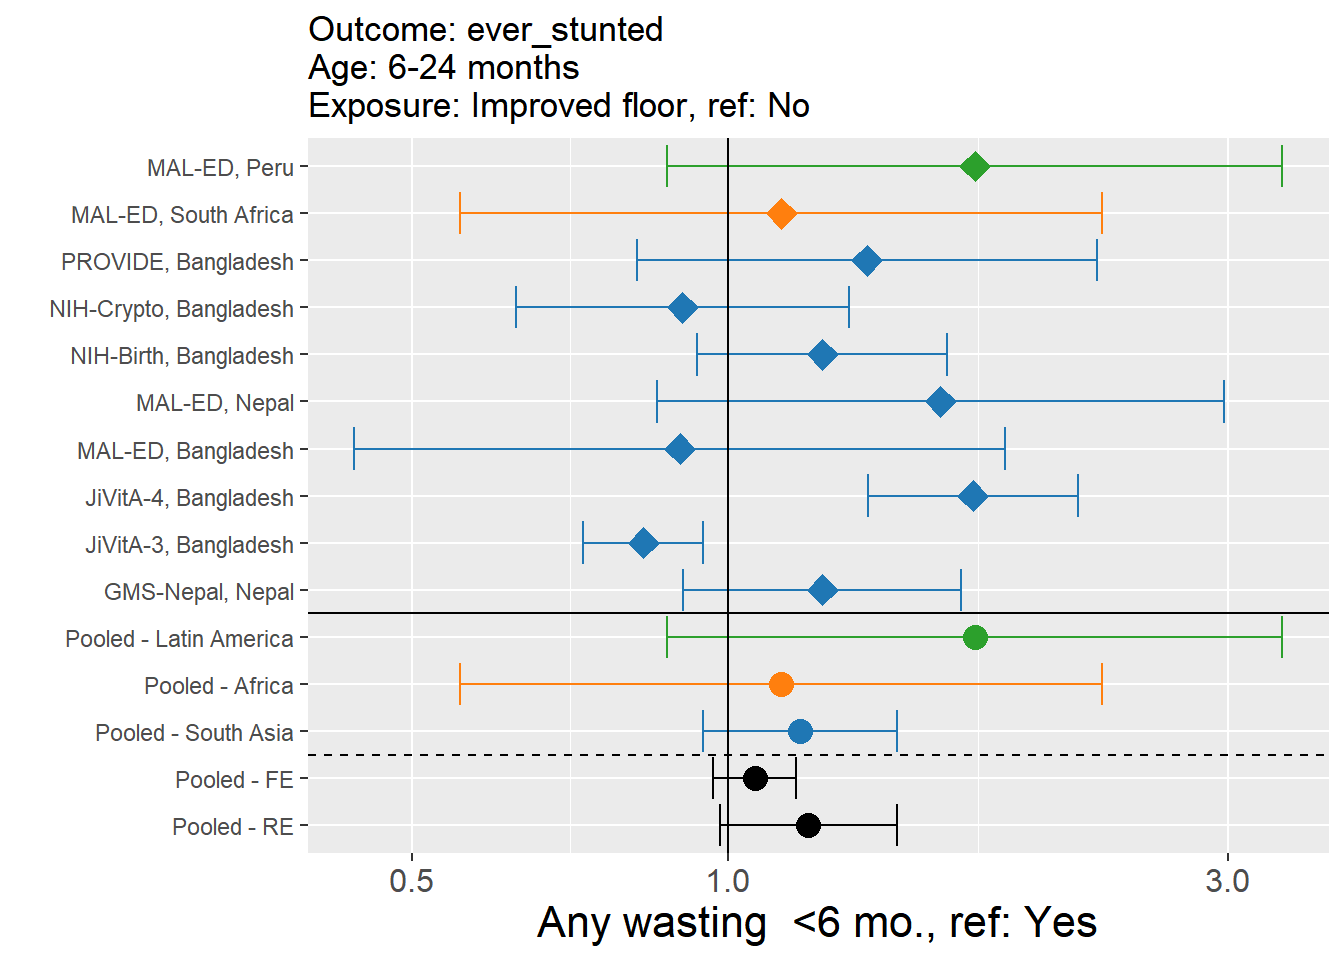 Outcome: ever_stunted
Age: 6-24 months
Exposure: Improved floor, ref: No
MAL-ED, Peru
MAL-ED, South Africa
PROVIDE, Bangladesh
NIH-Crypto, Bangladesh
NIH-Birth, Bangladesh
MAL-ED, Nepal
MAL-ED, Bangladesh
JiVitA-4, Bangladesh
JiVitA-3, Bangladesh
GMS-Nepal, Nepal
Pooled - Latin America
Pooled - Africa
Pooled - South Asia
Pooled - FE
Pooled - RE
0.5 1.0 3.0
Any wasting  <6 mo., ref: Yes